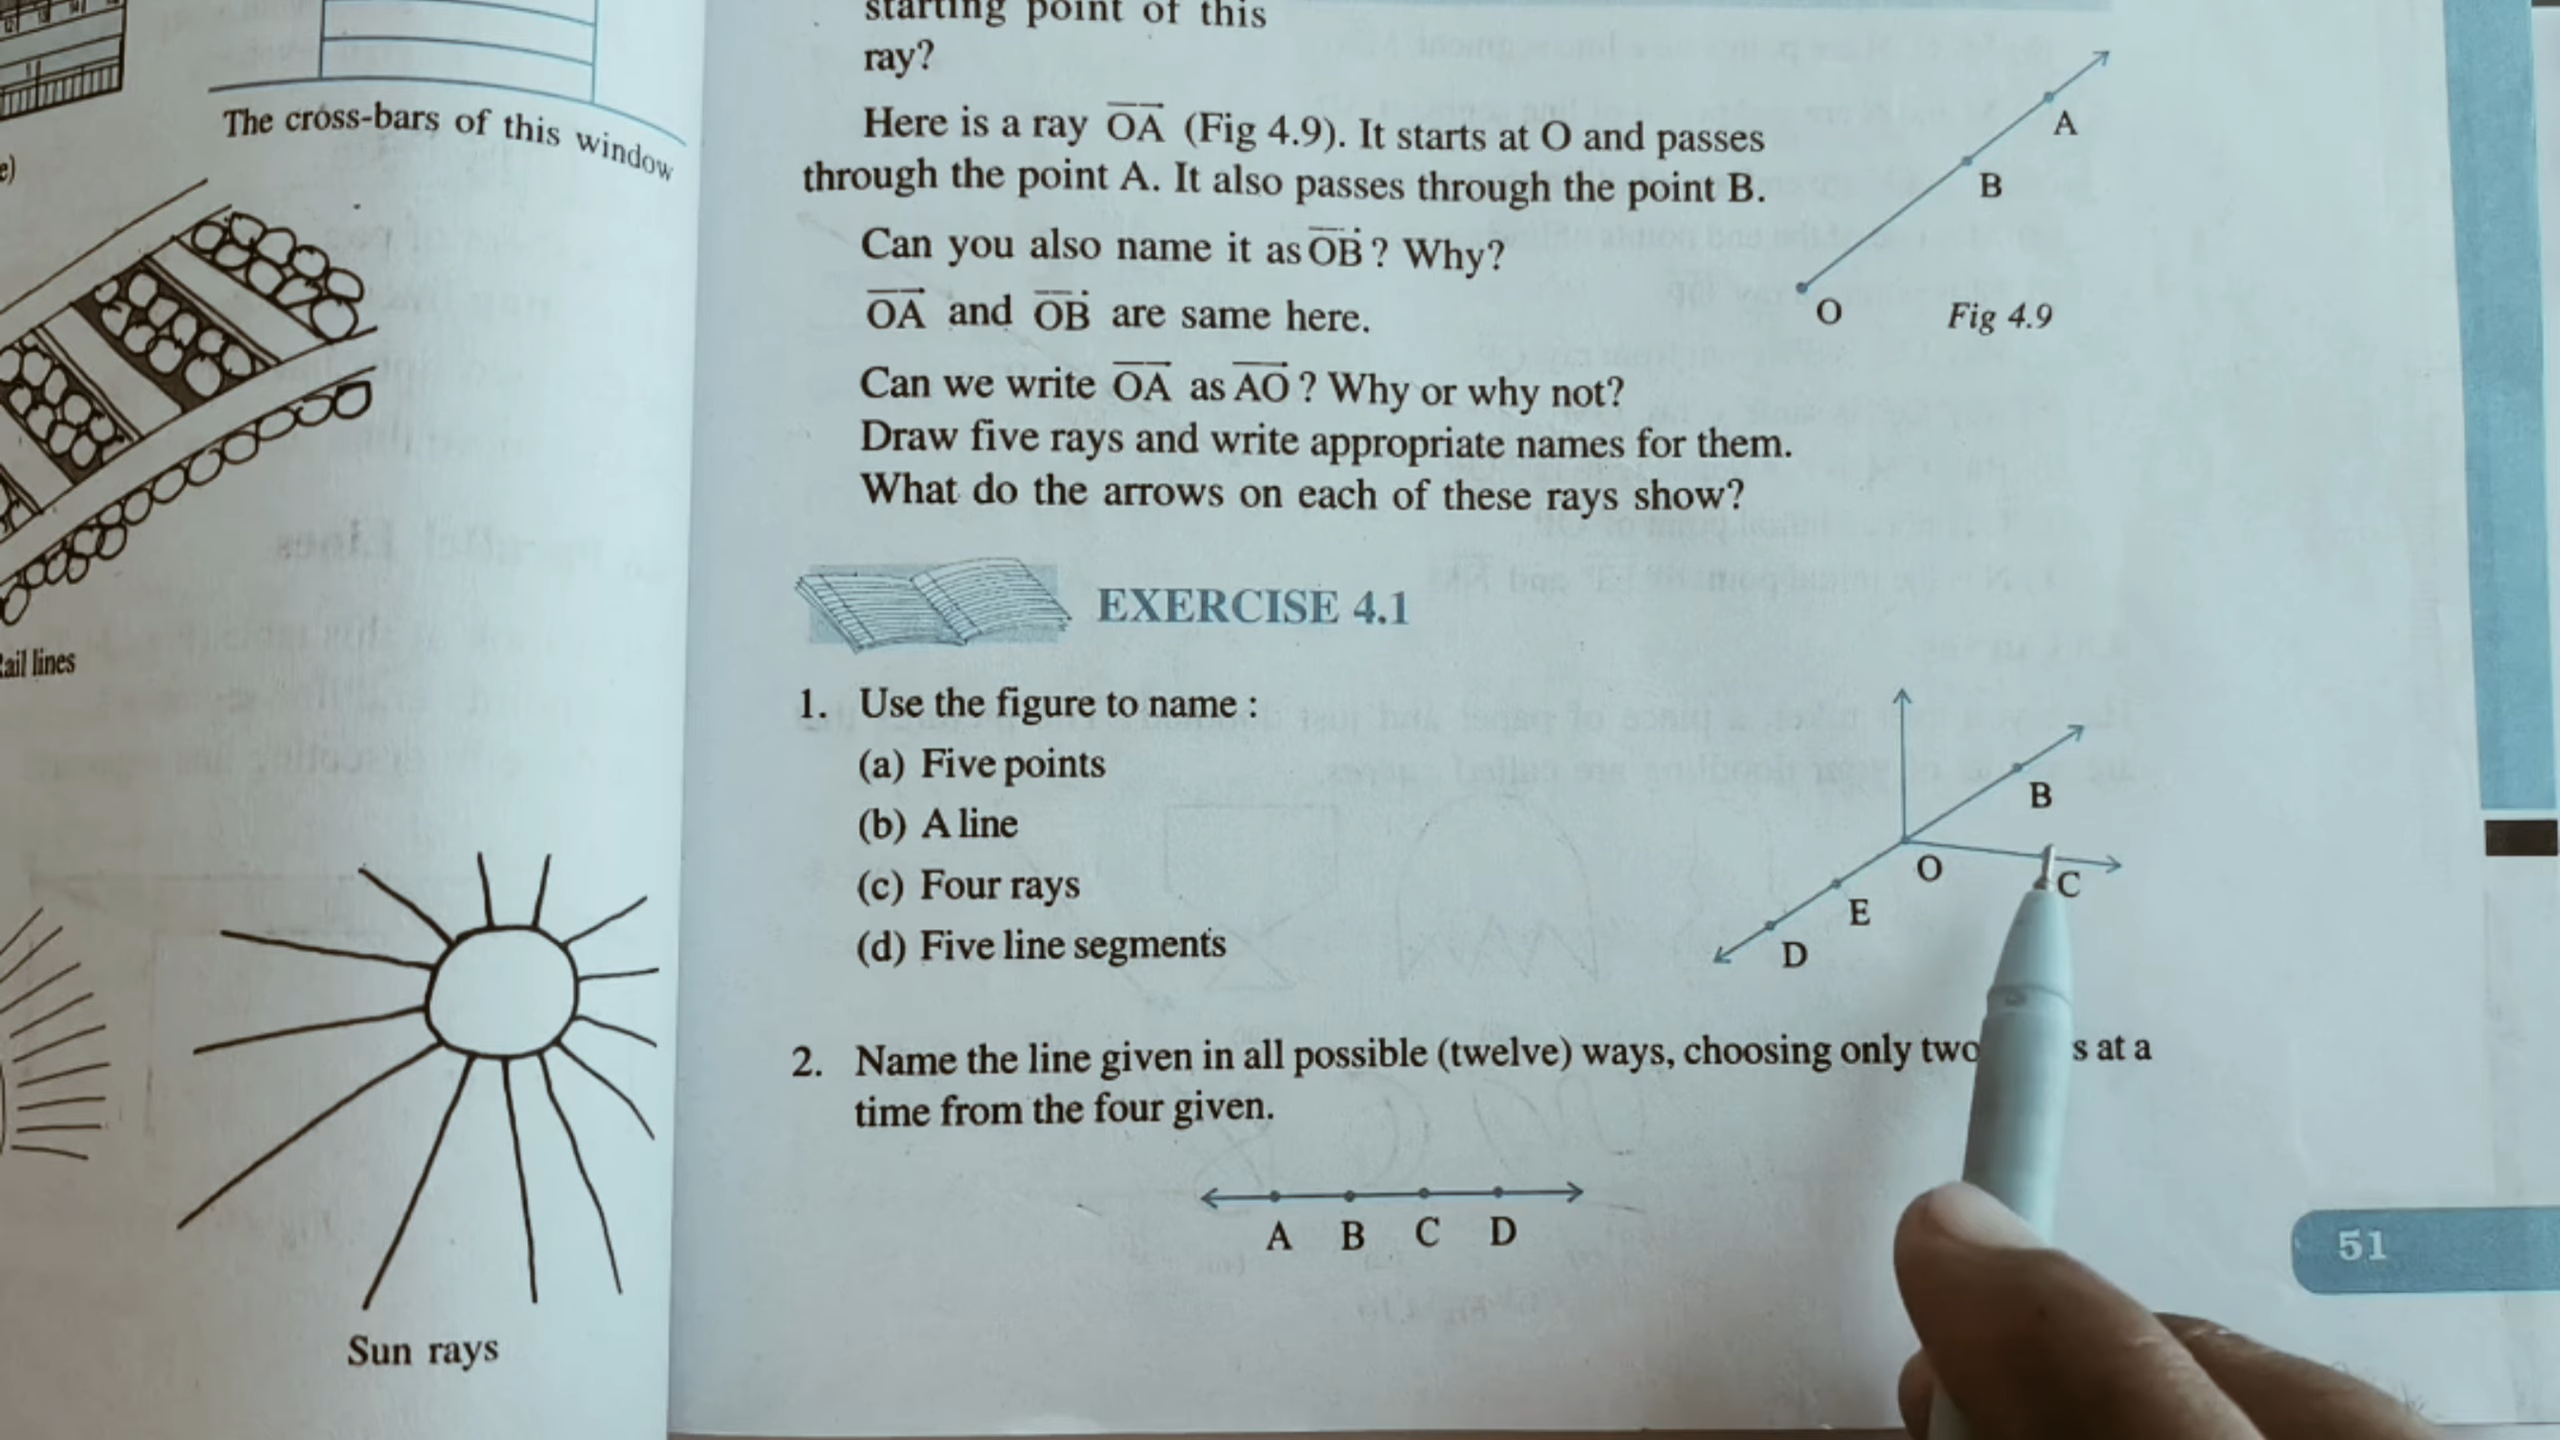 The cross-bars of this window
Rail lines
Sun rays
starting point of this
ray?
Here is a ray OA (Fig 4.9). It starts at O and passes
through the point A. It also passes through the point B.
Can you also name it as OB ? Why?
OA and OB are same here.
Can we write OA as AO ? Why or why not?
Draw five rays and write appropriate names for them.
What do the arrows on each of these rays show?
A
B
O
Fig 4.9
EXERCISE 4.1
1. Use the figure to name :
(a) Five points
(b) A line
(c) Four rays
(d) Five line segments
B
O
C
E
D
2. Name the line given in all possible (twelve) ways, choosing only two s at a
time from the four given.
A B C D
51